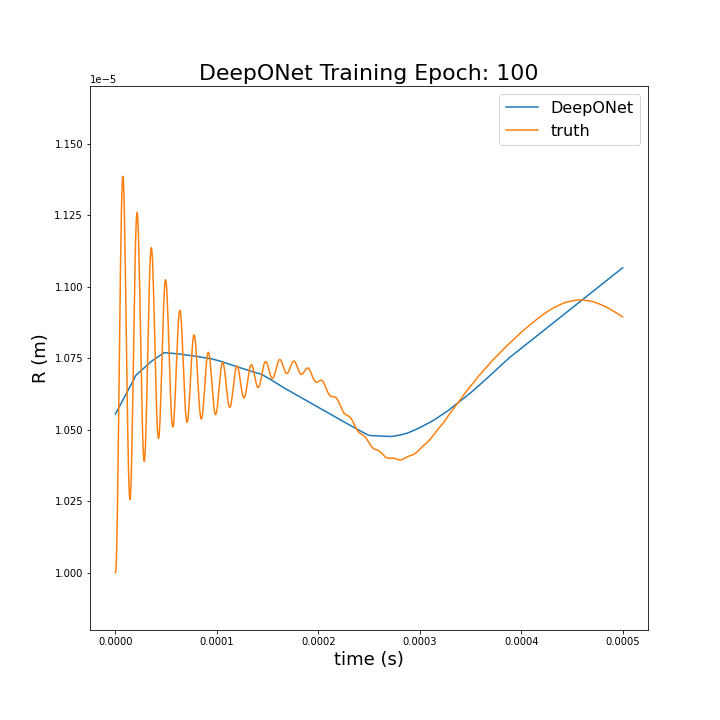 DeepONet Training Epoch: 100
1e−5
DeepONet
truth
1.150
1.125
1.100
1.075
1.050
1.025
1.000
R (m)
0.0000 0.0001 0.0002 0.0003 0.0004 0.0005
time (s)